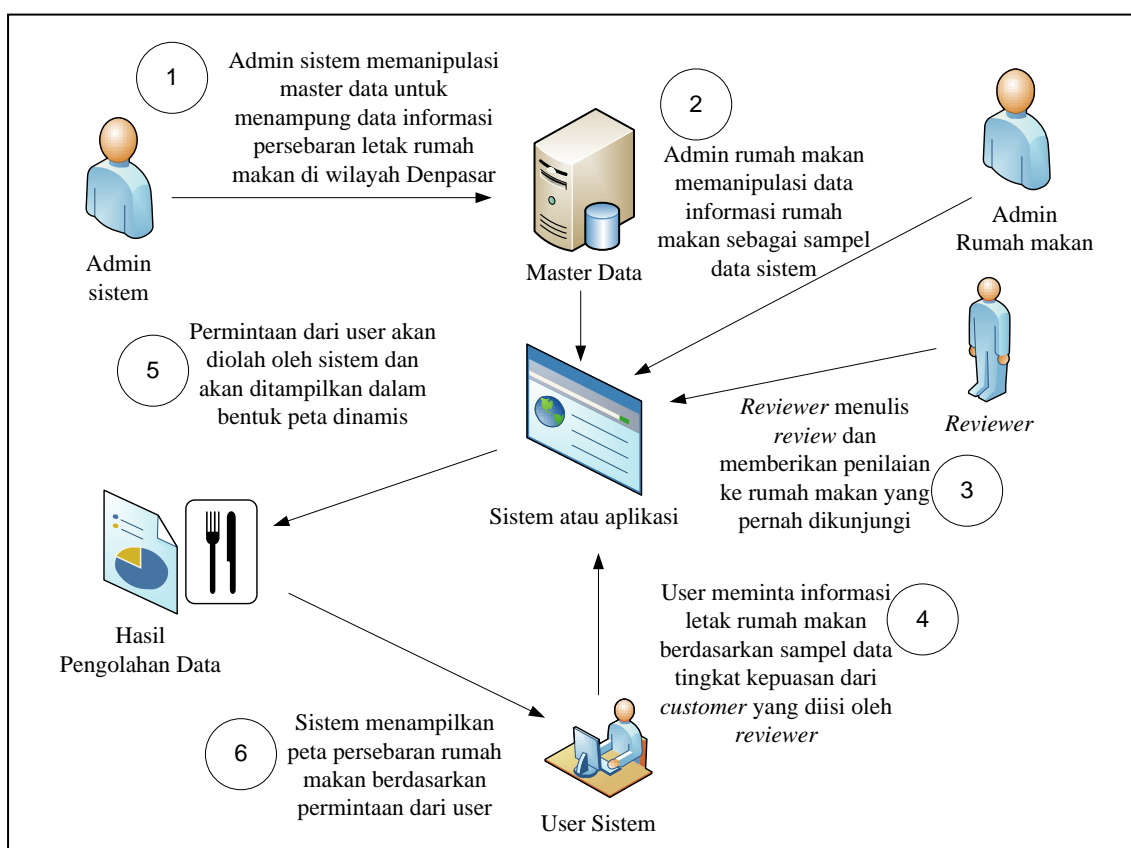 1
Admin sistem memanipulasi
master data untuk
menampung data informasi
persebaran letak rumah
makan di wilayah Denpasar
Admin
sistem
Master Data
2
Admin rumah makan
memanipulasi data
informasi rumah
makan sebagai sampel
data sistem
Admin
Rumah makan
Reviewer
Reviewer menulis
review dan
memberikan penilaian
ke rumah makan yang
pernah dikunjungi
3
5
Permintaan dari user akan
diolah oleh sistem dan
akan ditampilkan dalam
bentuk peta dinamis
Sistem atau aplikasi
Hasil
Pengolahan Data
User meminta informasi
letak rumah makan
berdasarkan sampel data
tingkat kepuasan dari
customer yang diisi oleh
reviewer
4
6
Sistem menampilkan
peta persebaran rumah
makan berdasarkan
permintaan dari user
User Sistem